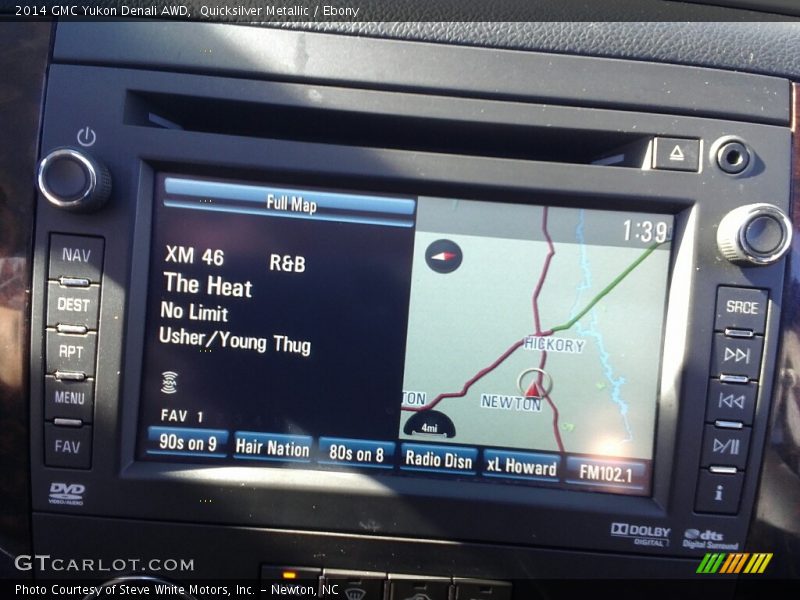 2014 GMC Yukon Denali AWD,  Quicksilver Metallic / Ebony
Full Map
1:39
XM 46 R&B
The Heat
No Limit
Usher/Young Thug
FAV 1
90s on 9
Hair Nation
80s on 8
Radio Disn
xL Howard
FM102.1
HICKORY
NEWTON
TON
4mi
NAV
DEST
RPT
MENU
FAV
SRCE
i
DVD
VIDEO/AUDIO
DOLBY
DIGITAL
dts
Digital Surround
GTCARLOT.COM
Photo Courtesy of Steve White Motors, Inc. – Newton, NC